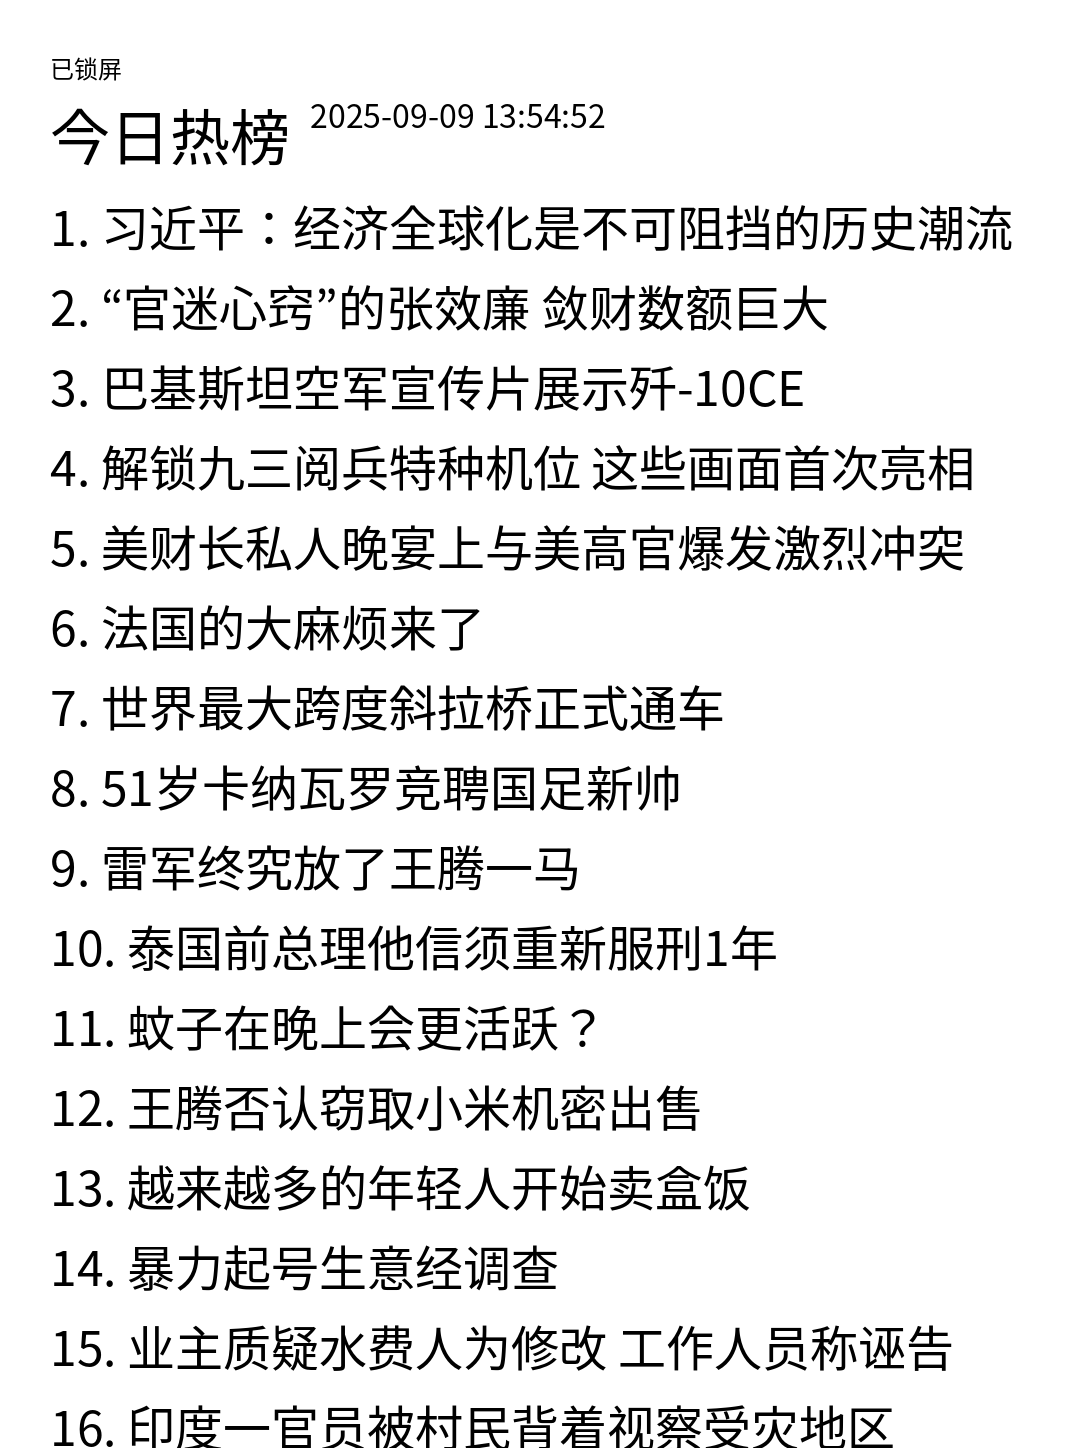 已锁屏
今日热榜 2025-09-09 13:54:52
1. 习近平：经济全球化是不可阻挡的历史潮流
2. “官迷心窍”的张效廉 敛财数额巨大
3. 巴基斯坦空军宣传片展示歼-10CE
4. 解锁九三阅兵特种机位 这些画面首次亮相
5. 美财长私人晚宴上与美高官爆发激烈冲突
6. 法国的大麻烦来了
7. 世界最大跨度斜拉桥正式通车
8. 51岁卡纳瓦罗竞聘国足新帅
9. 雷军终究放了王腾一马
10. 泰国前总理他信须重新服刑1年
11. 蚊子在晚上会更活跃？
12. 王腾否认窃取小米机密出售
13. 越来越多的年轻人开始卖盒饭
14. 暴力起号生意经调查
15. 业主质疑水费人为修改 工作人员称诬告
16. 印度一官员被村民背着视察受灾地区